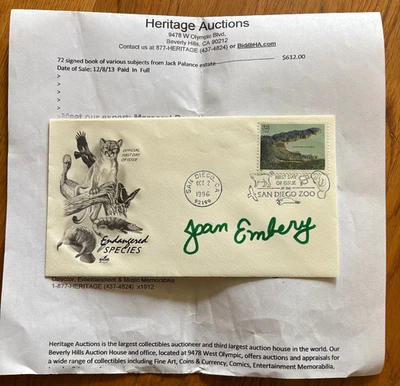 Heritage Auctions
9478 W Olympic Blvd,
Beverly Hills, CA 90212
Contact us at 877-HERITAGE (437-4824) or Bid@HA.com
72 signed book of various subjects from Jack Palance estate
$612.00
Date of Sale: 12/8/13 Paid In Full
>
>
>
>
OFFICIAL
FIRST DAY
OF ISSUE
Endangered
SPECIES
SAN DIEGO, CA
OCT 2
1996
92199
FIRST DAY
OF ISSUE
SAN DIEGO ZOO
Joan Embery
Director, Entertainment & Music Memorabilia
1-877-HERITAGE (437-4824) x1912
>
Heritage Auctions is the largest collectibles auctioneer and third largest auction house in the world. Our
Beverly Hills Auction House and office, located at 9478 West Olympic, offers auctions and appraisals for
a wide range of collectibles including Fine Art, Coins & Currency, Comics, Entertainment Memorabilia,